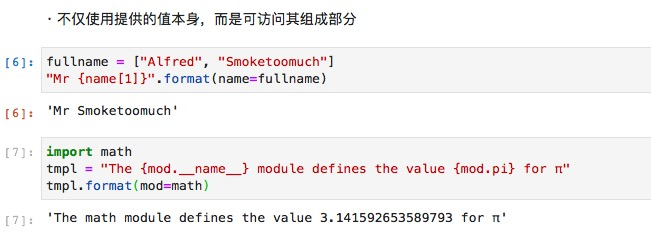 · 不仅使用提供的值本身，而是可访问其组成部分
[6]: fullname = ["Alfred", "Smoketoomuch"]
"Mr {name[1]}".format(name=fullname)
[6]: 'Mr Smoketoomuch'
[7]: import math
tmpl = "The {mod.__name__} module defines the value {mod.pi} for π"
tmpl.format(mod=math)
[7]: 'The math module defines the value 3.141592653589793 for π'